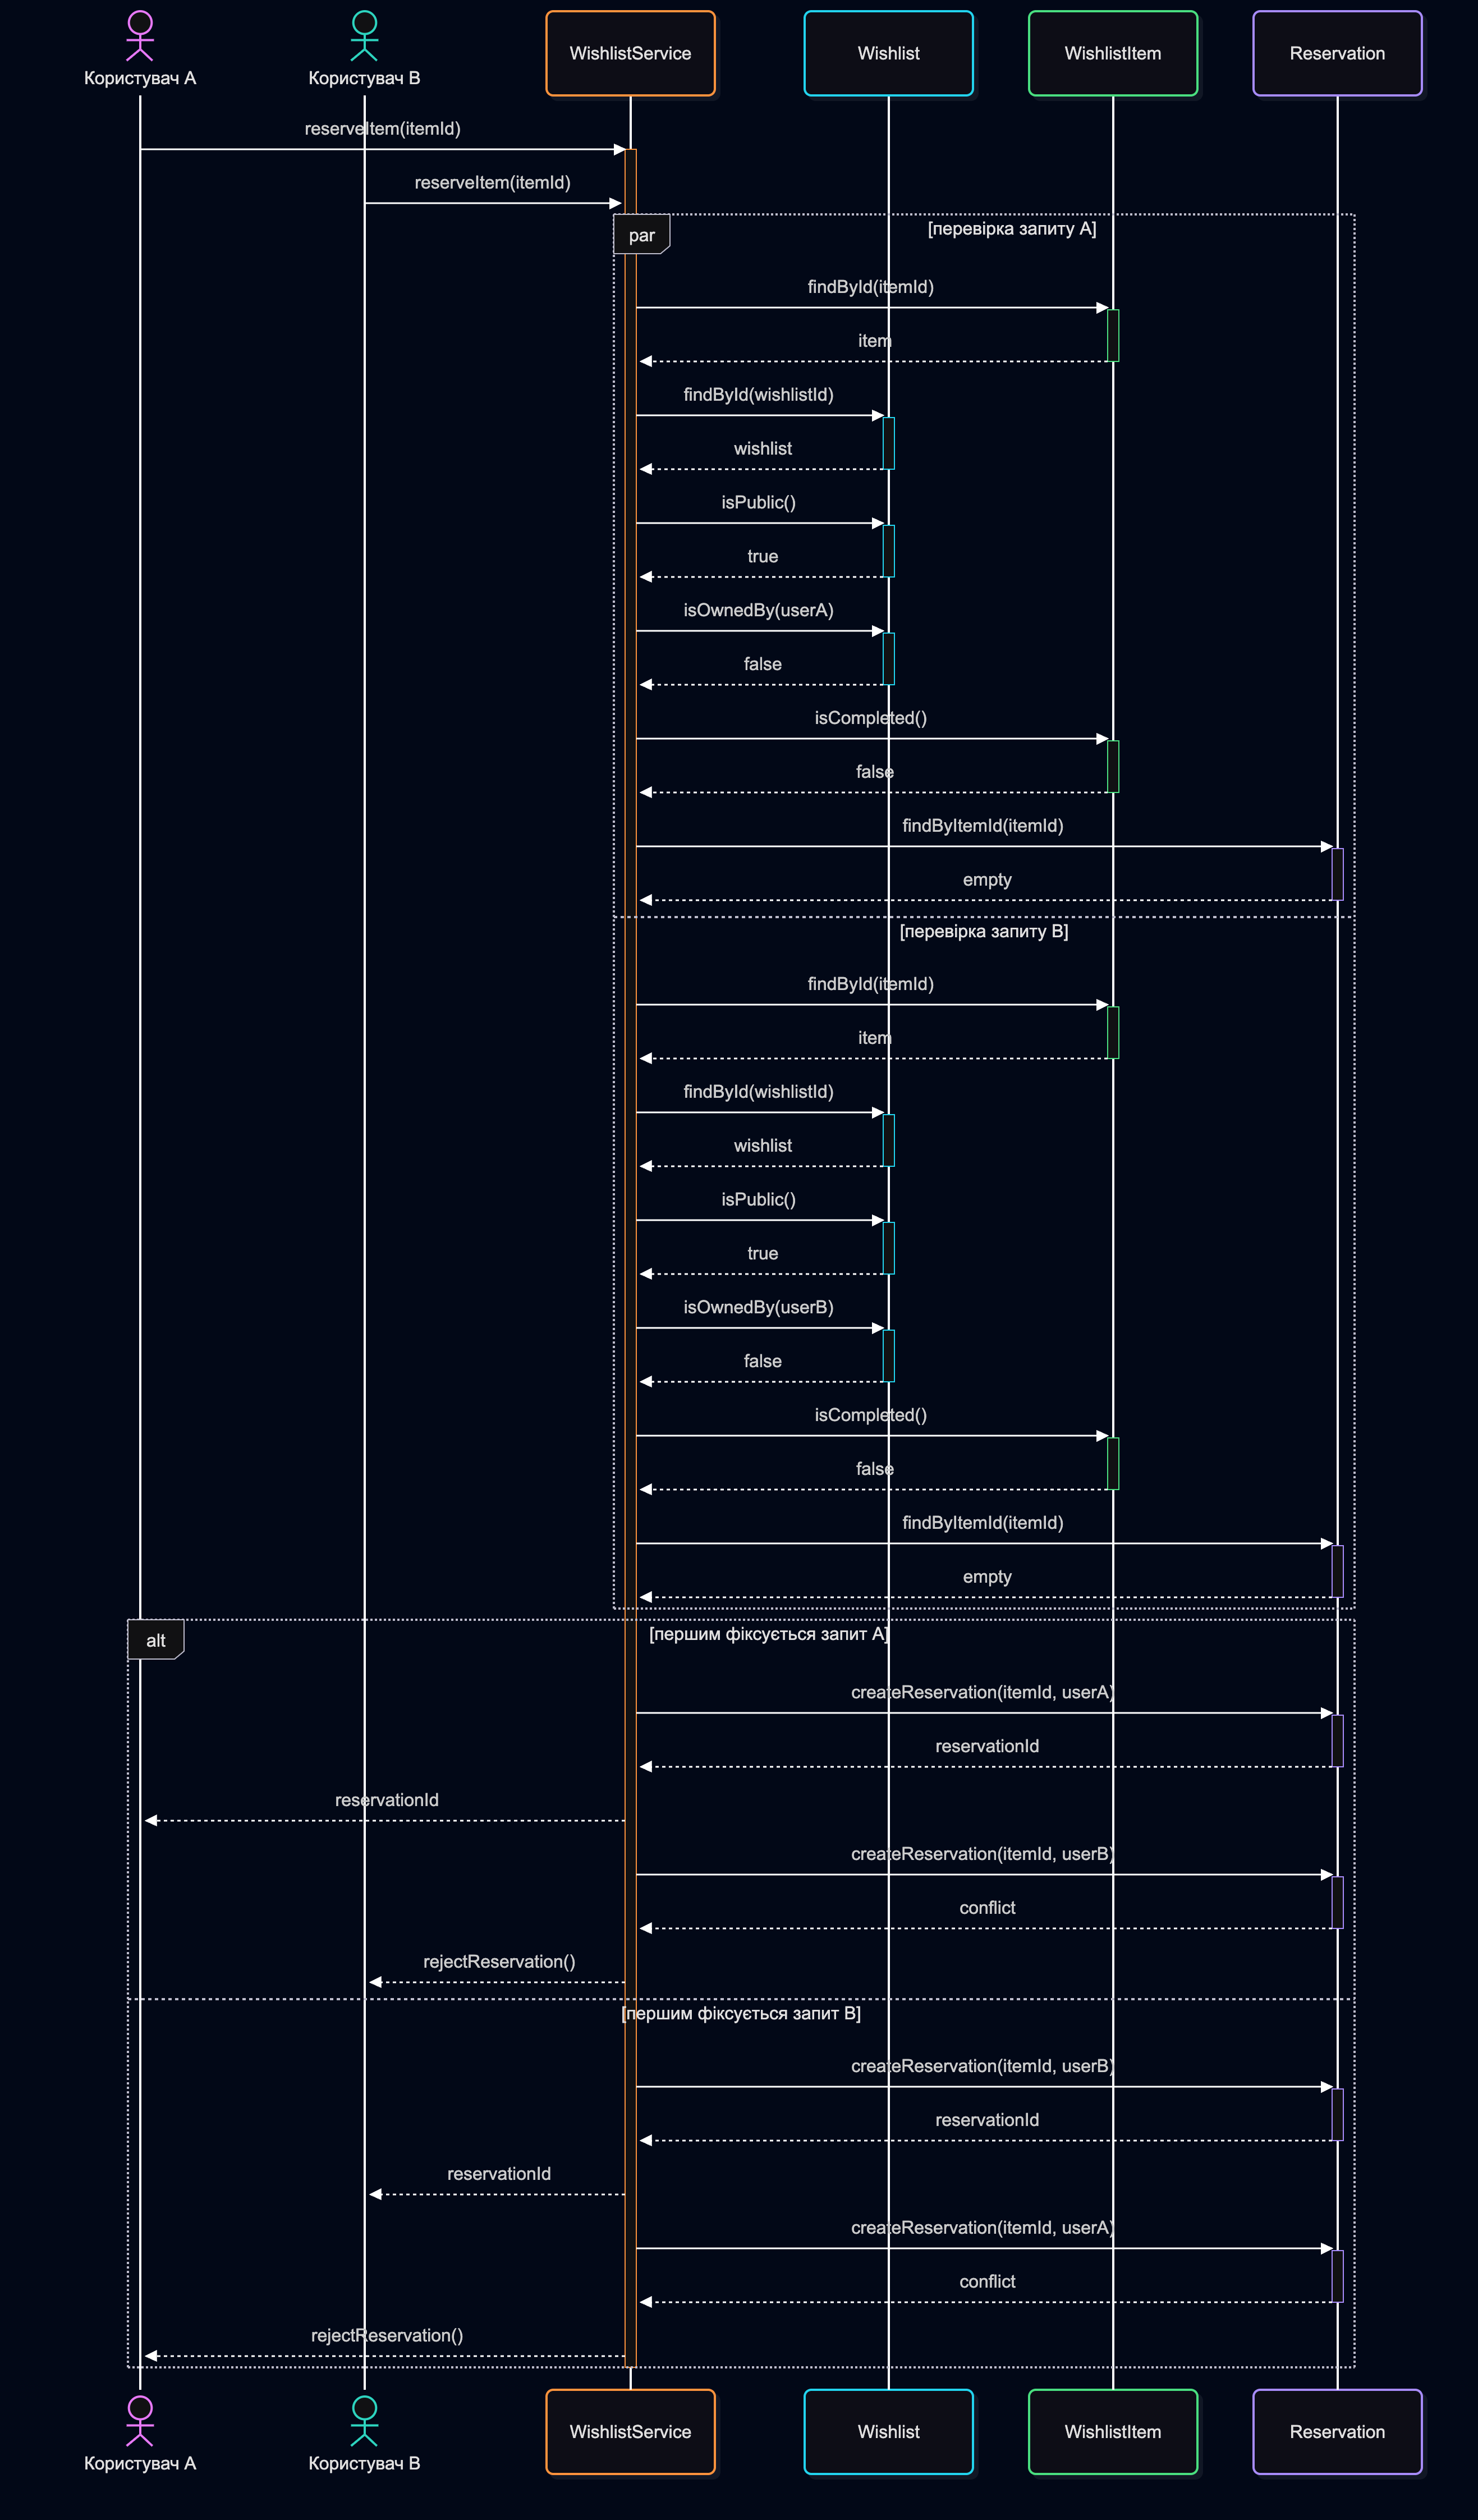 Користувач A
Користувач B
WishlistService
Wishlist
WishlistItem
Reservation
reserveItem(itemId)
reserveItem(itemId)
par
[перевірка запиту A]
findById(itemId)
item
findById(wishlistId)
wishlist
isPublic()
true
isOwnedBy(userA)
false
isCompleted()
false
findByItemId(itemId)
empty
[перевірка запиту B]
findById(itemId)
item
findById(wishlistId)
wishlist
isPublic()
true
isOwnedBy(userB)
false
isCompleted()
false
findByItemId(itemId)
empty
alt
[першим фіксується запит A]
createReservation(itemId, userA)
reservationId
reservationId
createReservation(itemId, userB)
conflict
rejectReservation()
[першим фіксується запит B]
createReservation(itemId, userB)
reservationId
reservationId
createReservation(itemId, userA)
conflict
rejectReservation()
Користувач A
Користувач B
WishlistService
Wishlist
WishlistItem
Reservation